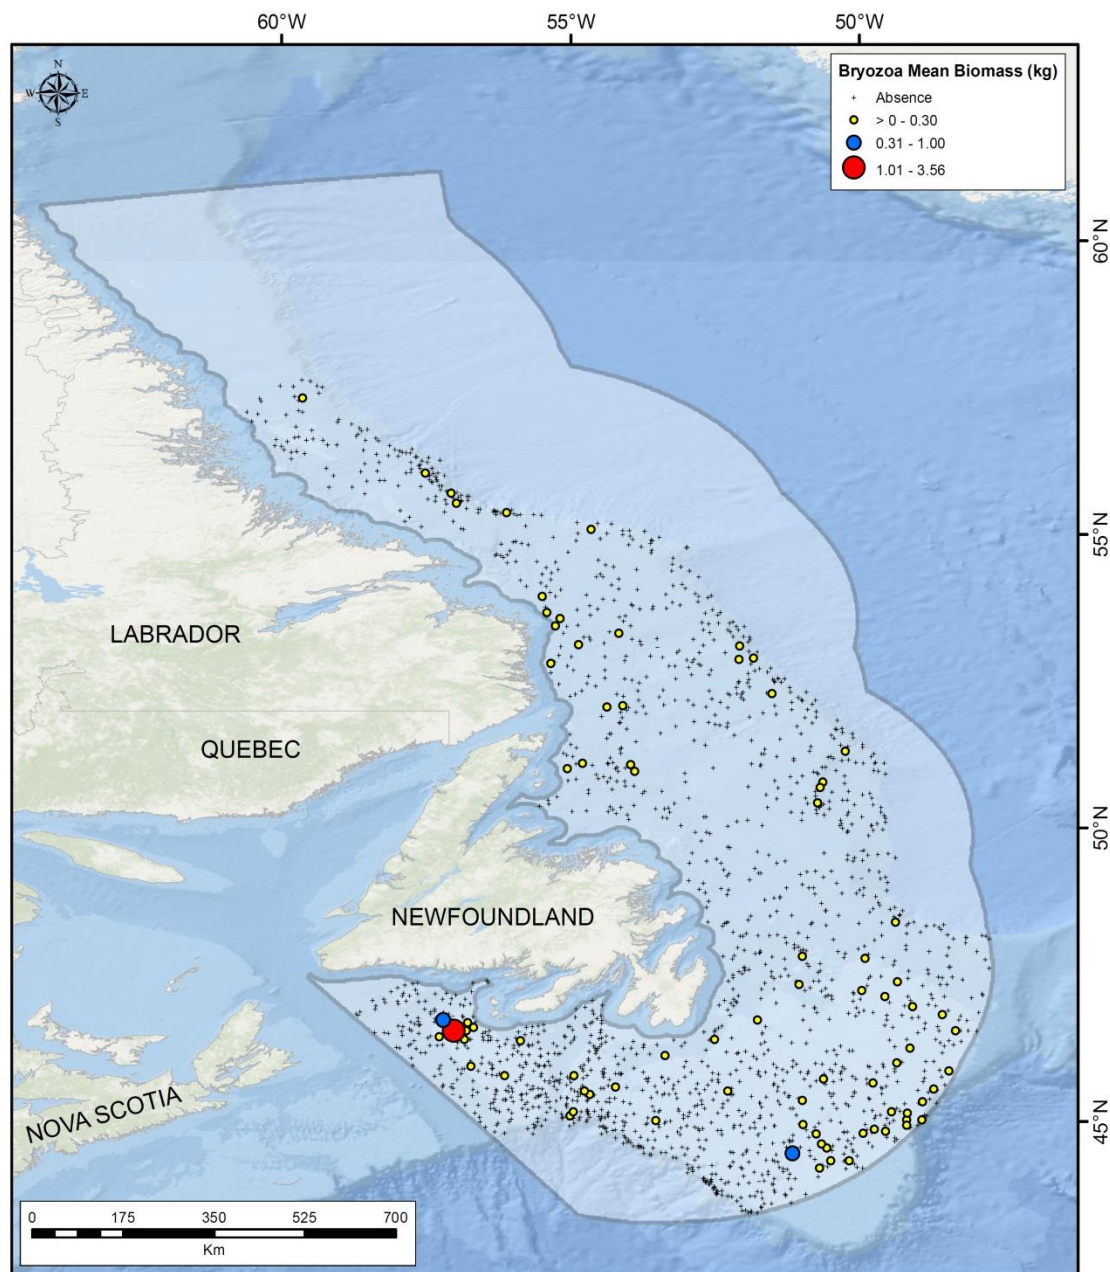 60°W 55°W 50°W
Bryozoa Mean Biomass (kg)
Absence
> 0 - 0.30
0.31 - 1.00
1.01 - 3.56
N
W E
S
60°N
55°N
LABRADOR
QUEBEC
50°N
NEWFOUNDLAND
45°N
NOVA SCOTIA
0 175 350 525 700
Km